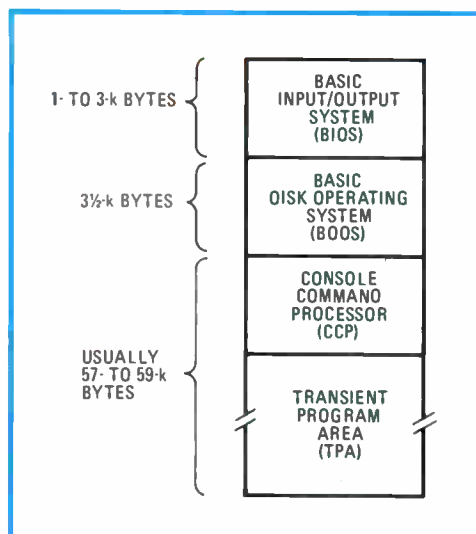 1- TO 3-k BYTES
BASIC
INPUT/OUTPUT
SYSTEM
(BIOS)
3½-k BYTES
BASIC
OISK OPERATING
SYSTEM
(BOOS)
USUALLY
57- TO 59-k
BYTES
CONSOLE
COMMANO
PROCESSOR
(CCP)
TRANSIENT
PROGRAM
AREA
(TPA)